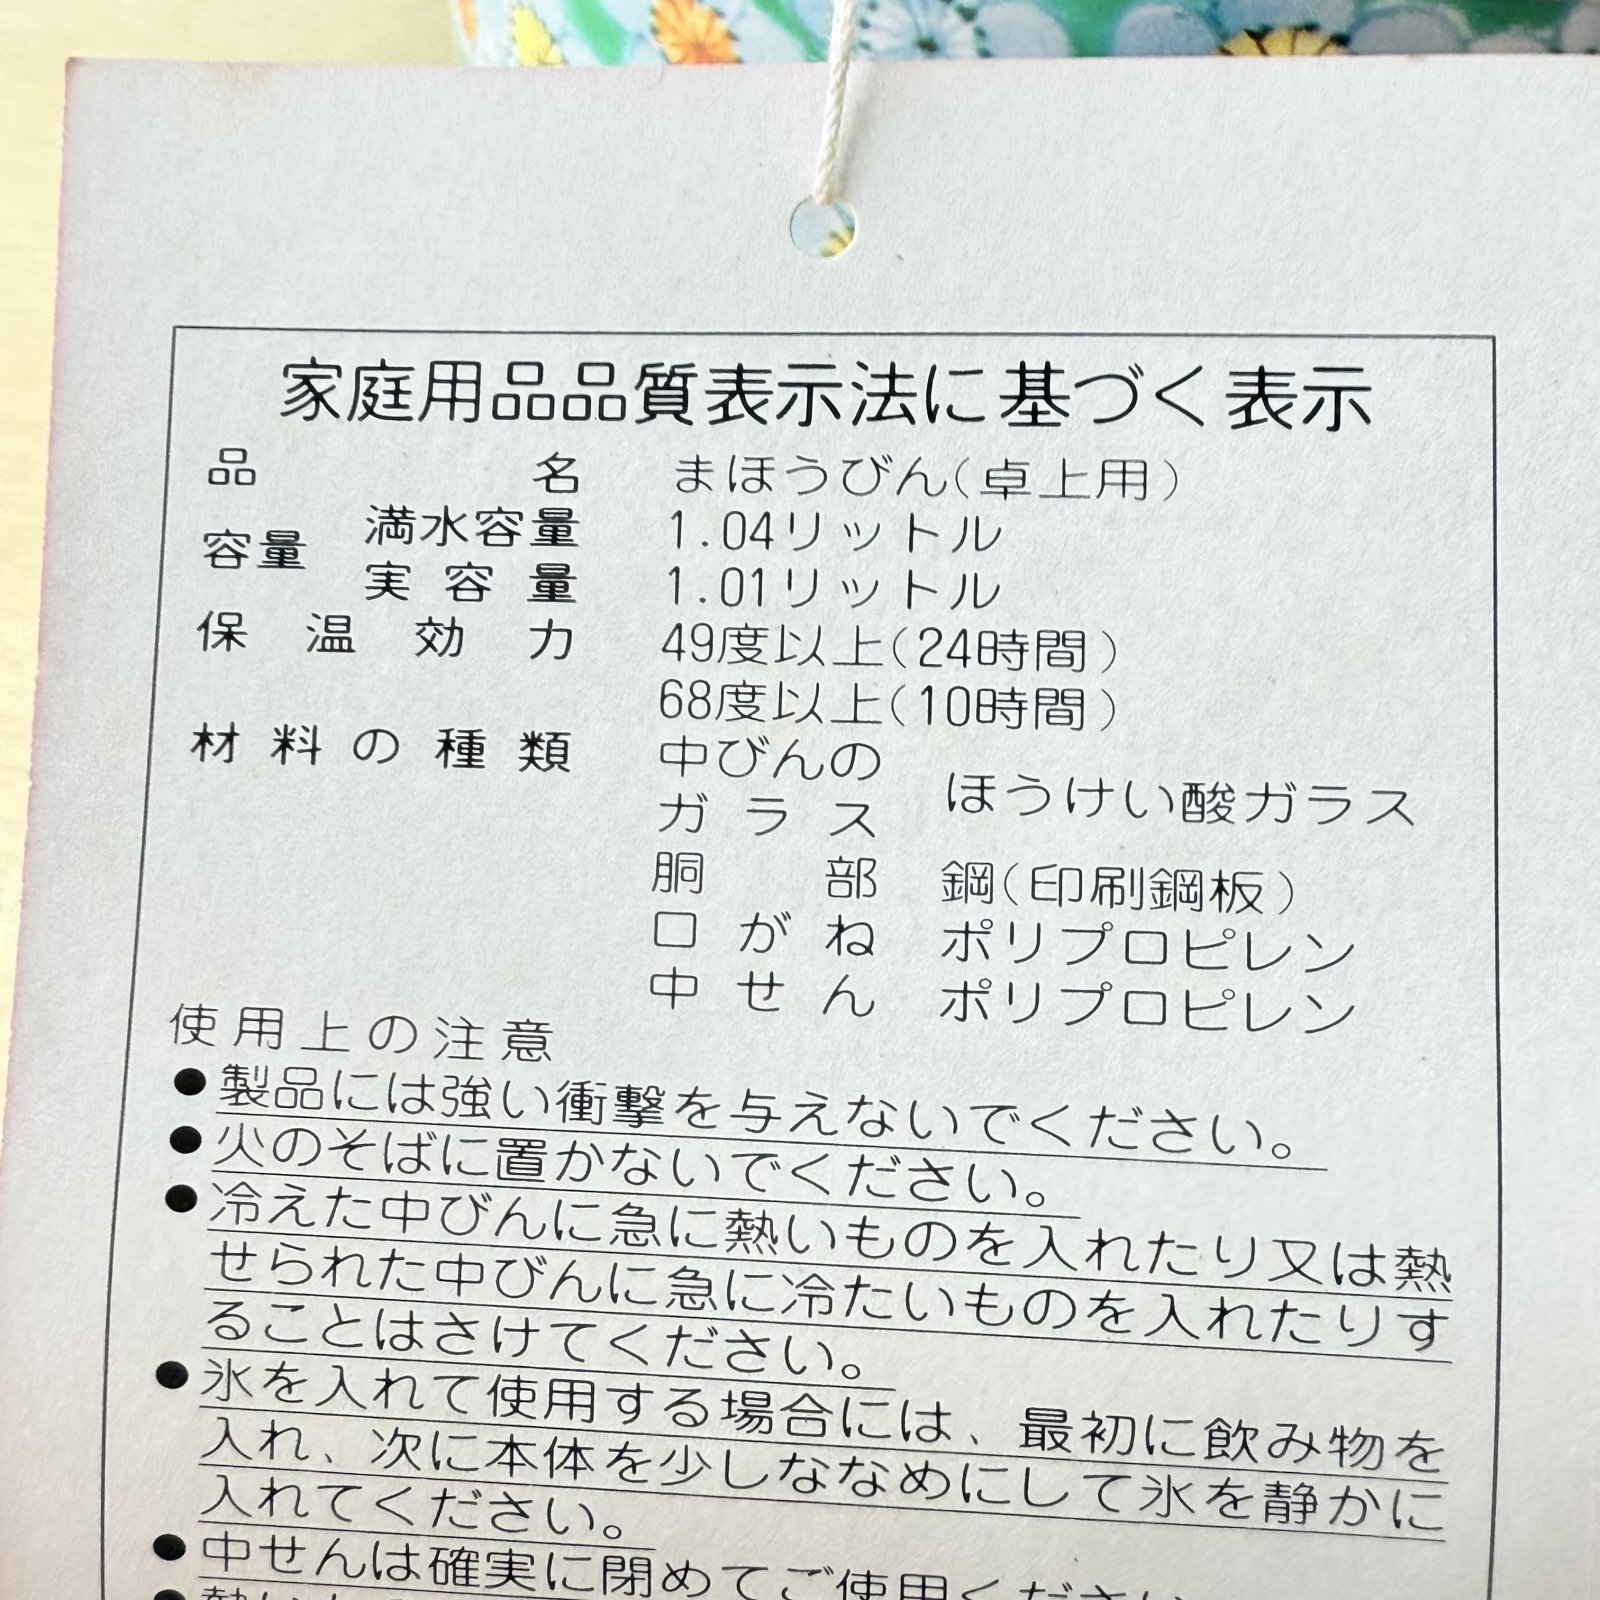 家庭用品品質表示法に基づく表示
品名 まほうびん(卓上用)
容量 満水容量 1.04リットル
実容量 1.01リットル
保温効力 49度以上(24時間)
68度以上(10時間)
材料の種類 中びんのガラス ほうけい酸ガラス
胴部 鋼(印刷鋼板)
口がね ポリプロピレン
中せん ポリプロピレン
使用上の注意
●製品には強い衝撃を与えないでください。
●火のそばに置かないでください。
●冷えた中びんに急に熱いものを入れたり又は熱
せられた中びんに急に冷たいものを入れたりす
ることはさけてください。
●氷を入れて使用する場合には、最初に飲み物を
入れ、次に本体を少しななめにして氷を静かに
入れてください。
●中せんは確実に閉めてご使用ください